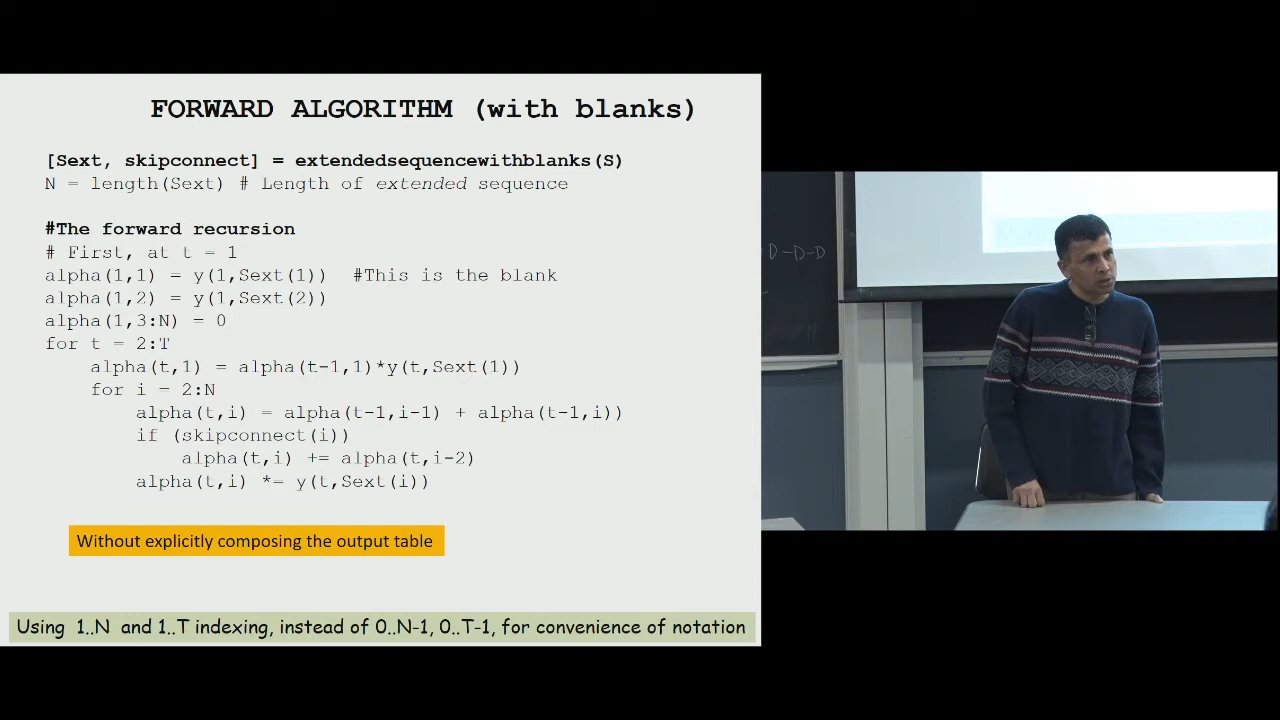 FORWARD ALGORITHM (with blanks)
[Sext, skipconnect] = extendedsequencewithblanks(S)
N = length(Sext) # Length of extended sequence
#The forward recursion
# First, at t = 1
alpha(1,1) = y(1,Sext(1)) #This is the blank
alpha(1,2) = y(1,Sext(2))
alpha(1,3:N) = 0
for t = 2:T
alpha(t,1) = alpha(t-1,1)*y(t,Sext(1))
for i = 2:N
alpha(t,i) = alpha(t-1,i-1) + alpha(t-1,i))
if (skipconnect(i))
alpha(t,i) += alpha(t,i-2)
alpha(t,i) *= y(t,Sext(i))
Without explicitly composing the output table
Using 1..N and 1..T indexing, instead of 0..N-1, 0..T-1, for convenience of notation
D-D-D